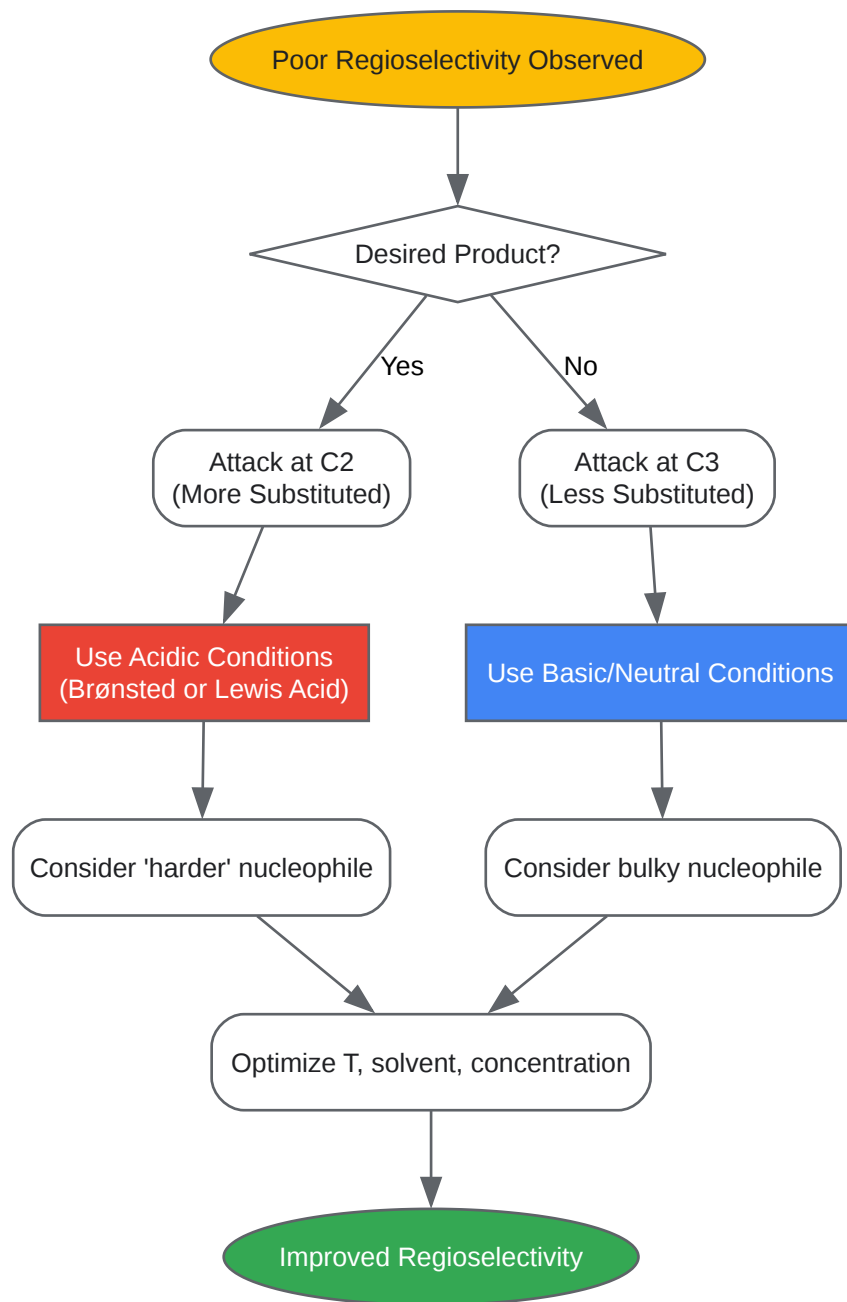 Poor Regioselectivity Observed
Desired Product?
Yes
No
Attack at C2
(More Substituted)
Attack at C3
(Less Substituted)
Use Acidic Conditions
(Brønsted or Lewis Acid)
Use Basic/Neutral Conditions
Consider 'harder' nucleophile
Consider bulky nucleophile
Optimize T, solvent, concentration
Improved Regioselectivity